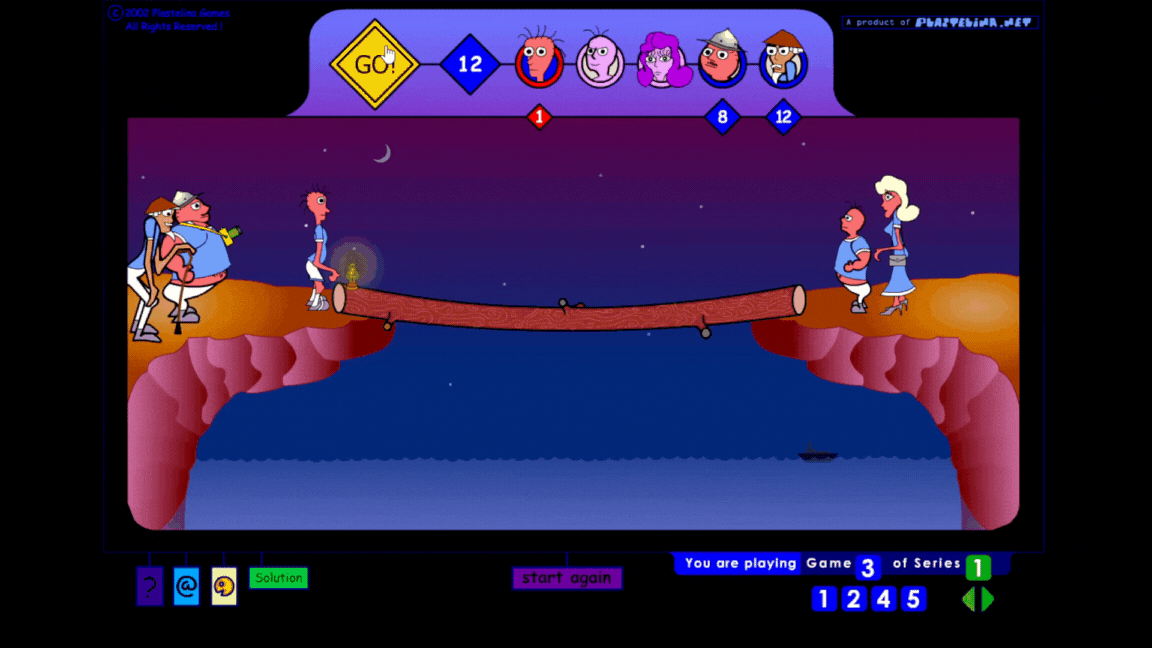 © 2002 Plastelina Games
All Rights Reserved!
A product of PLAZTELINA.NET
GO!
12
1
8
12
?
@
Solution
start again
You are playing Game 3 of Series 1
1 2 4 5